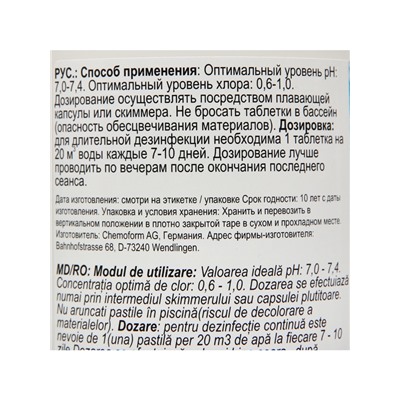 РУС.: Способ применения: Оптимальный уровень pH:
7,0-7,4. Оптимальный уровень хлора: 0,6-1,0.
Дозирование осуществлять посредством плавающей
капсулы или скиммера. Не бросать таблетки в бассейн
(опасность обесцвечивания материалов). Дозировка:
для длительной дезинфекции необходима 1 таблетка на
20 м³ воды каждые 7-10 дней. Дозирование лучше
проводить по вечерам после окончания последнего
сеанса.
Дата изготовления: смотри на этикетке / упаковке Срок годности: 10 лет с даты
изготовления. Упаковка и условия хранения: Хранить и перевозить в
вертикальном положении в плотно закрытой таре в сухом и прохладном месте.
Изготовитель: Chemoform AG, Германия. Адрес фирмы-изготовителя:
Bahnhofstrasse 68, D-73240 Wendlingen.
MD/RO: Modul de utilizare: Valoarea ideală pH: 7,0 - 7,4.
Concentrația optimă de clor: 0,6 - 1,0. Dozarea se efectuiază
numai prin intermediul skimmerului sau capsulei plutitoare.
Nu aruncati pastile în piscină(riscul de decolorare a
materialelor). Dozare: pentru dezinfecție continuă este
nevoie de 1(una) pastilă per 20 m3 de apă la fiecare 7 - 10
zile